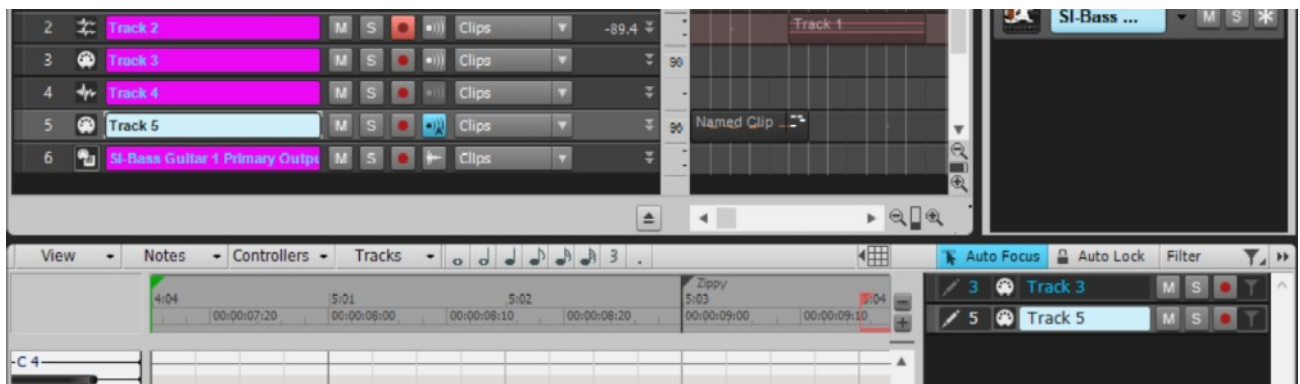 2 Track 2 M S Clips -89,4 Track 1 SI-Bass ... M S
3 Track 3 M S Clips 90
4 Track 4 M S Clips -
5 Track 5 M S Clips 90 Named Clip
6 SI-Bass Guitar 1 Primary Outpu M S Clips -
View Notes Controllers Tracks 3 . Auto Focus Auto Lock Filter
Zippy
4:04 5:01 5:02 5:03 5:04 3 Track 3 M S
00:00:07:20 00:00:08:00 00:00:08:10 00:00:08:20 00:00:09:00 00:00:09:10 5 Track 5 M S
-C 4